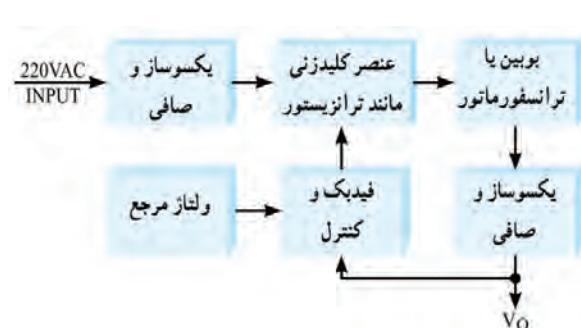 220VAC
INPUT
یکسوساز و
صافی
عنصر کلیدزنی
مانند ترانزیستور
بوبین یا
ترانسفورماتور
ولتاژ مرجع
فیدبک و
کنترل
یکسوساز و
صافی
VO